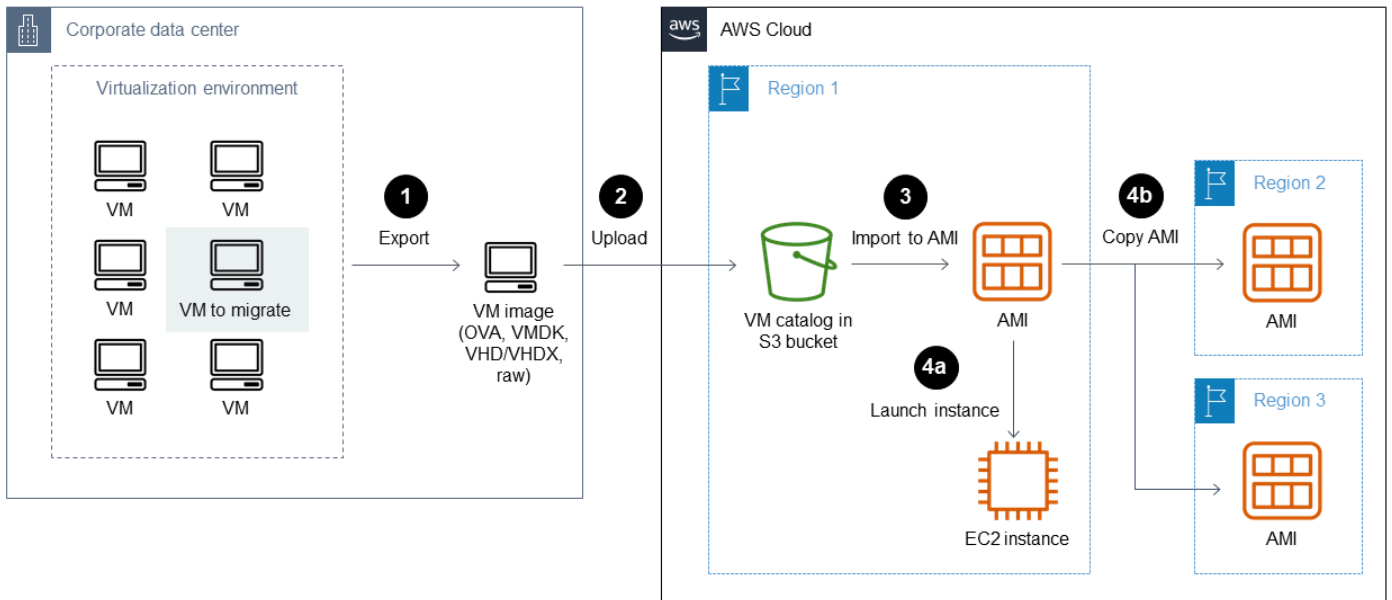 Corporate data center
Virtualization environment
VM
VM
VM
VM to migrate
VM
VM
1
Export
VM image
(OVA, VMDK,
VHD/VHDX,
raw)
2
Upload
aws
AWS Cloud
Region 1
VM catalog in
S3 bucket
3
Import to AMI
AMI
4a
Launch instance
EC2 instance
4b
Copy AMI
Region 2
AMI
Region 3
AMI